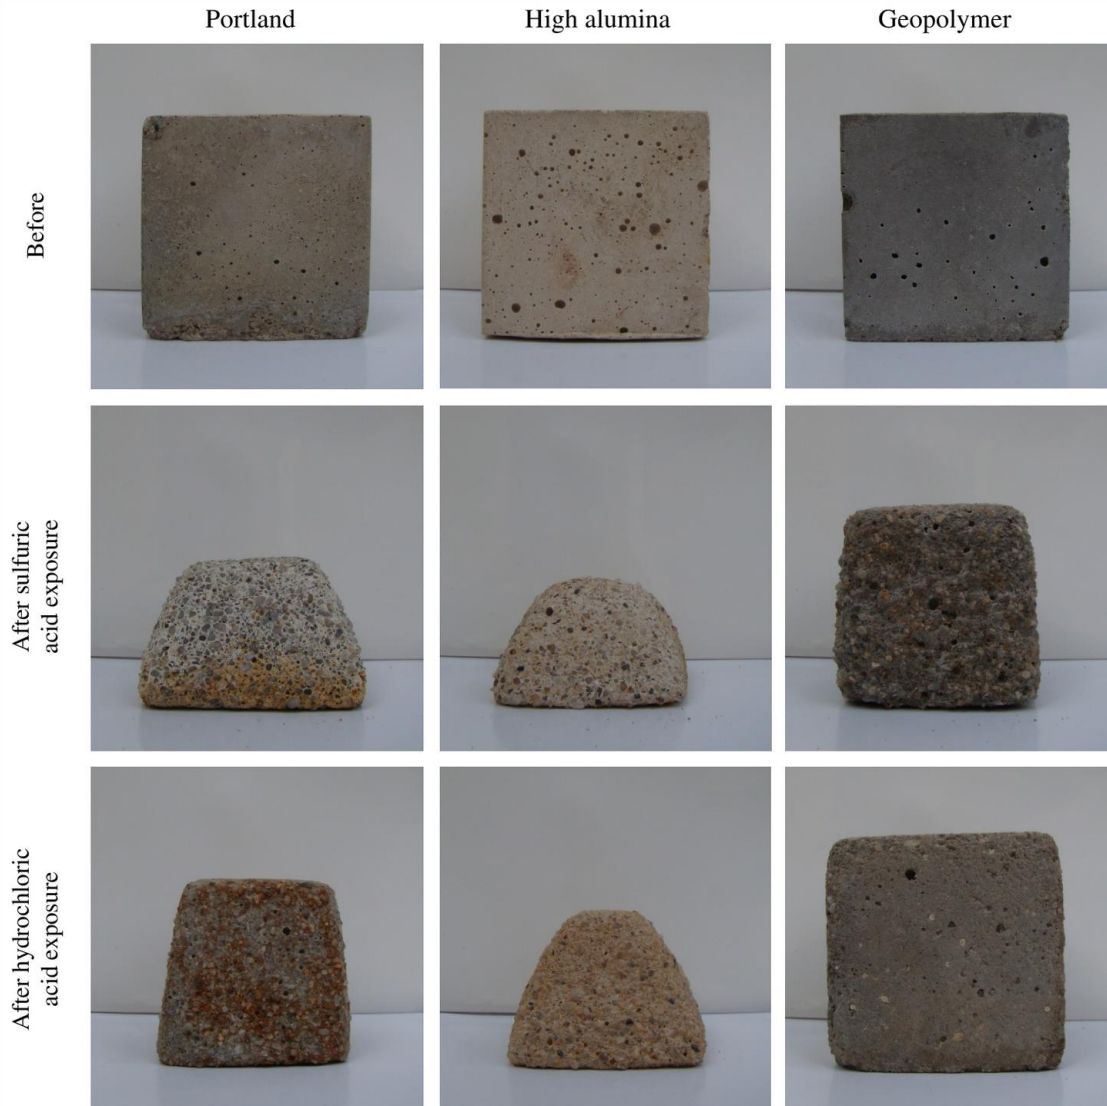 Portland
High alumina
Geopolymer
Before
After sulfuric
acid exposure
After hydrochloric
acid exposure